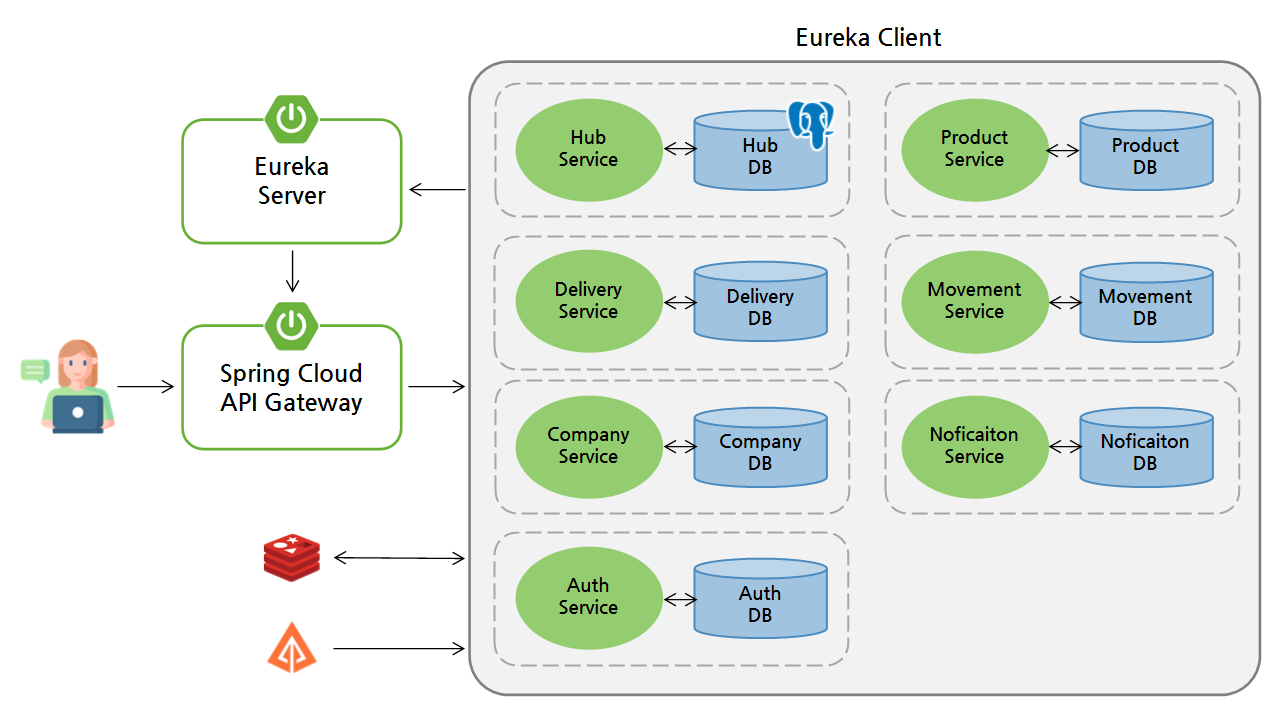 Eureka Client
Eureka
Server
Spring Cloud
API Gateway
Hub
Service
Hub
DB
Product
Service
Product
DB
Delivery
Service
Delivery
DB
Movement
Service
Movement
DB
Company
Service
Company
DB
Noficaiton
Service
Noficaiton
DB
Auth
Service
Auth
DB